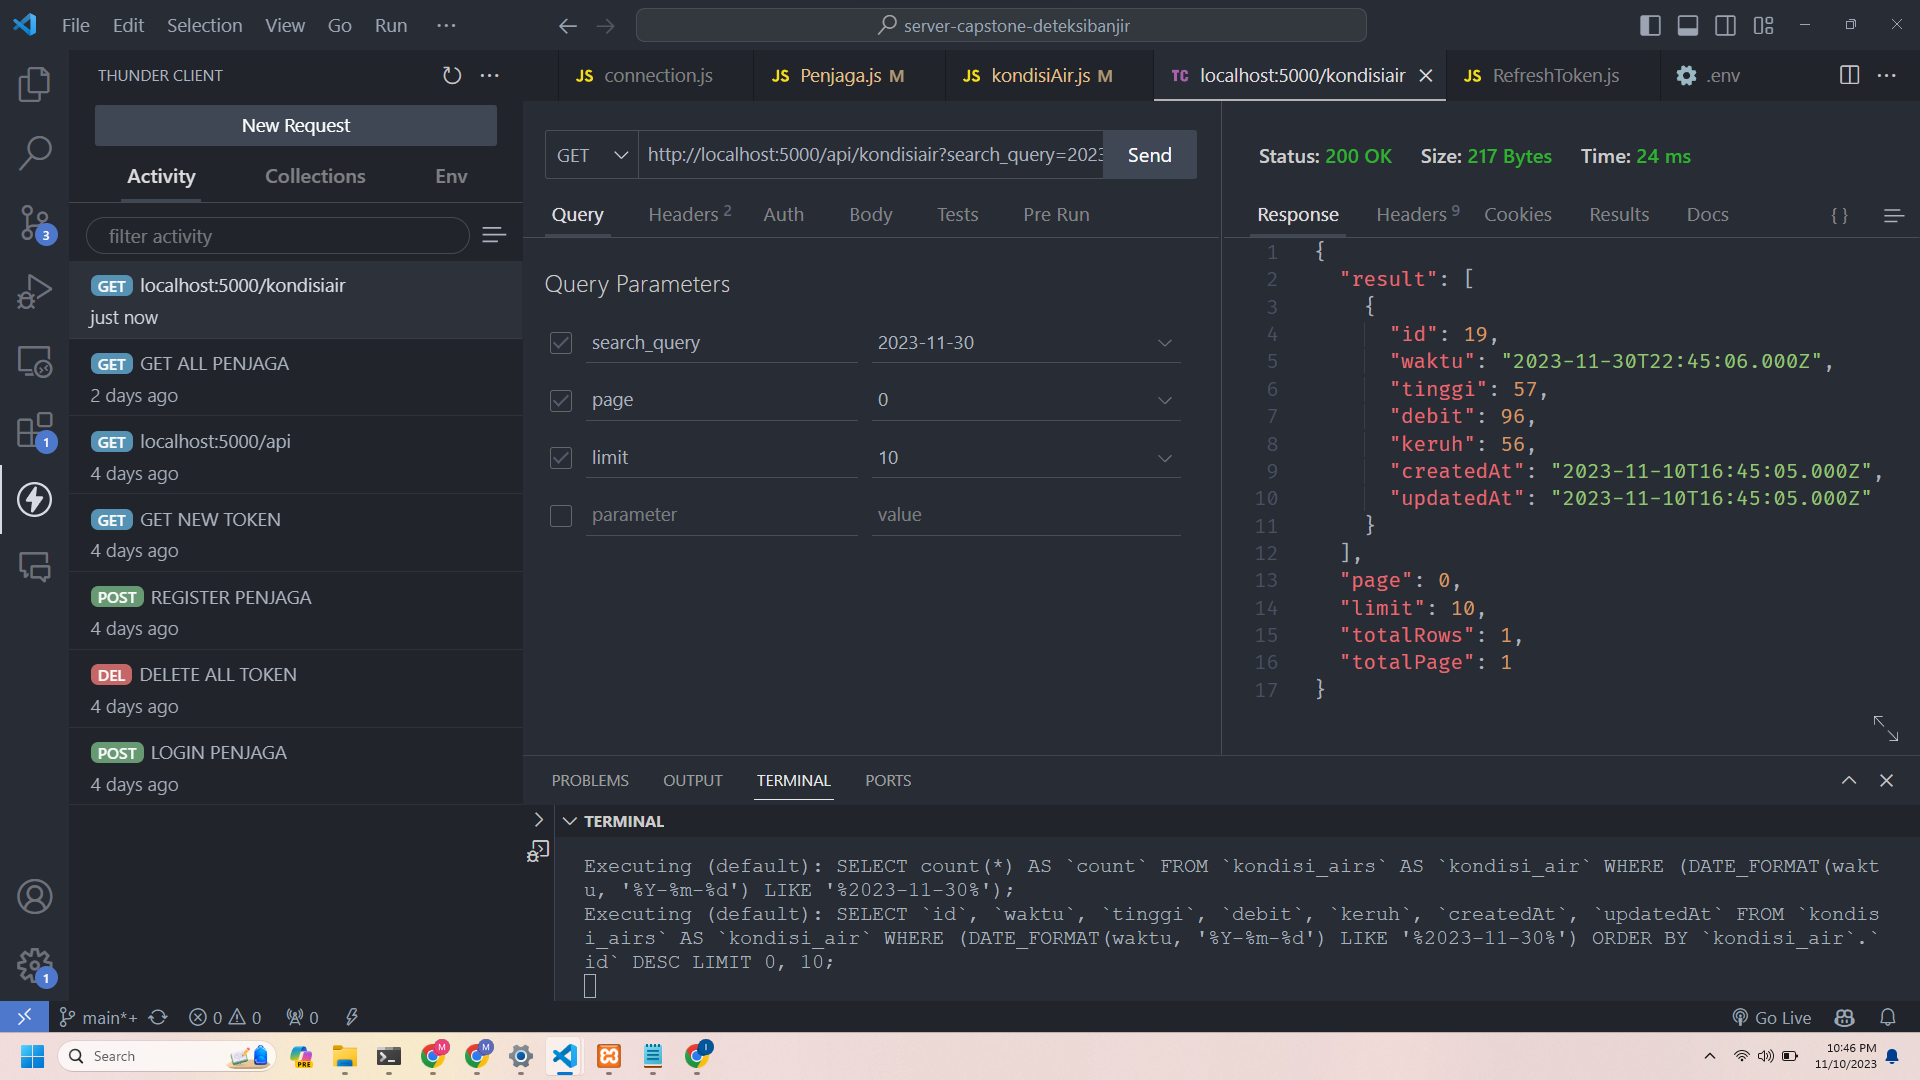 File Edit Selection View Go Run ···
server-capstone-deteksibanjir
THUNDER CLIENT
New Request
Activity Collections Env
filter activity
GET localhost:5000/kondisiair
just now
GET GET ALL PENJAGA
2 days ago
GET localhost:5000/api
4 days ago
GET GET NEW TOKEN
4 days ago
POST REGISTER PENJAGA
4 days ago
DEL DELETE ALL TOKEN
4 days ago
POST LOGIN PENJAGA
4 days ago
3
1
1
JS connection.js JS Penjaga.js M JS kondisiAir.js M TC localhost:5000/kondisiair JS RefreshToken.js .env
GET http://localhost:5000/api/kondisiair?search_query=2023 Send
Query Headers 2 Auth Body Tests Pre Run
Query Parameters
search_query 2023-11-30
page 0
limit 10
parameter value
Status: 200 OK Size: 217 Bytes Time: 24 ms
Response Headers 9 Cookies Results Docs { }
1 {
2 "result": [
3 {
4 "id": 19,
5 "waktu": "2023-11-30T22:45:06.000Z",
6 "tinggi": 57,
7 "debit": 96,
8 "keruh": 56,
9 "createdAt": "2023-11-10T16:45:05.000Z",
10 "updatedAt": "2023-11-10T16:45:05.000Z"
11 }
12 ],
13 "page": 0,
14 "limit": 10,
15 "totalRows": 1,
16 "totalPage": 1
17 }
PROBLEMS OUTPUT TERMINAL PORTS
TERMINAL
Executing (default): SELECT count(*) AS `count` FROM `kondisi_airs` AS `kondisi_air` WHERE (DATE_FORMAT(wakt
u, '%Y-%m-%d') LIKE '%2023-11-30%');
Executing (default): SELECT `id`, `waktu`, `tinggi`, `debit`, `keruh`, `createdAt`, `updatedAt` FROM `kondis
i_airs` AS `kondisi_air` WHERE (DATE_FORMAT(waktu, '%Y-%m-%d') LIKE '%2023-11-30%') ORDER BY `kondisi_air`.`
id` DESC LIMIT 0, 10;
main*+ 0 0 0 Go Live
Search
PRE
M
M
I
10:46 PM
11/10/2023